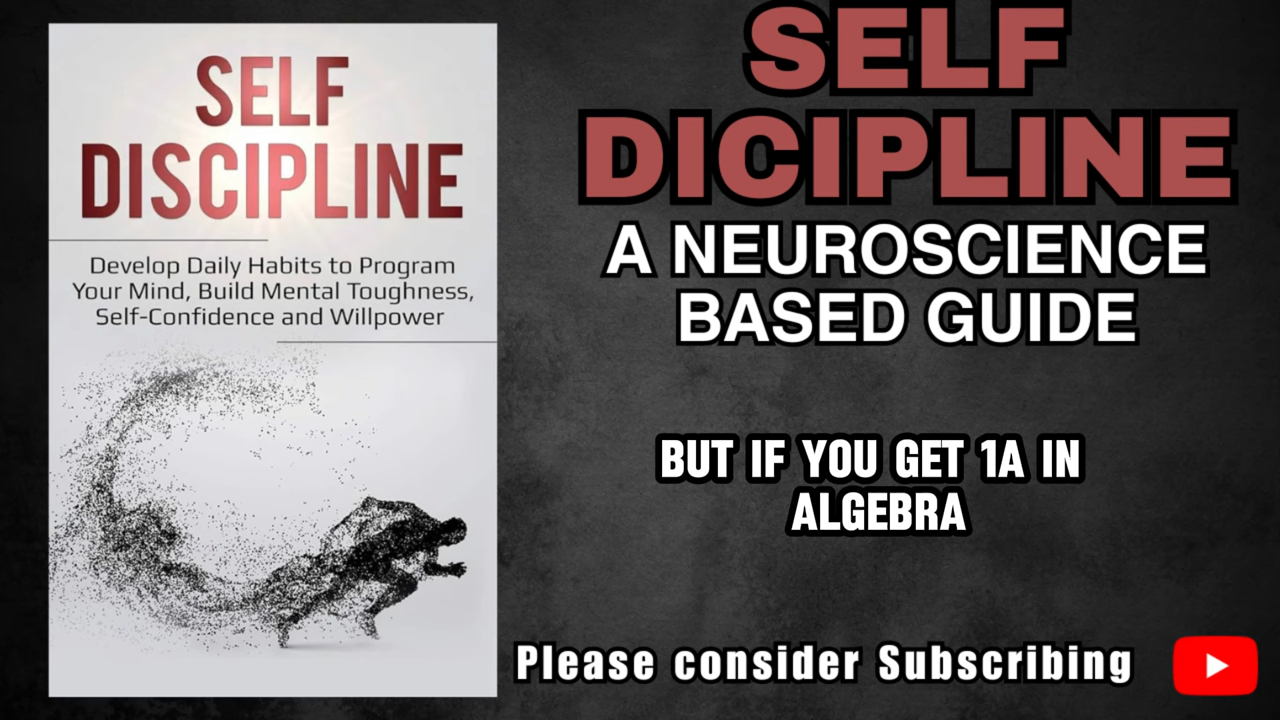 SELF
DISCIPLINE
Develop Daily Habits to Program
Your Mind, Build Mental Toughness,
Self-Confidence and Willpower
SELF
DICIPLINE
A NEUROSCIENCE
BASED GUIDE
BUT IF YOU GET 1A IN
ALGEBRA
Please consider Subscribing